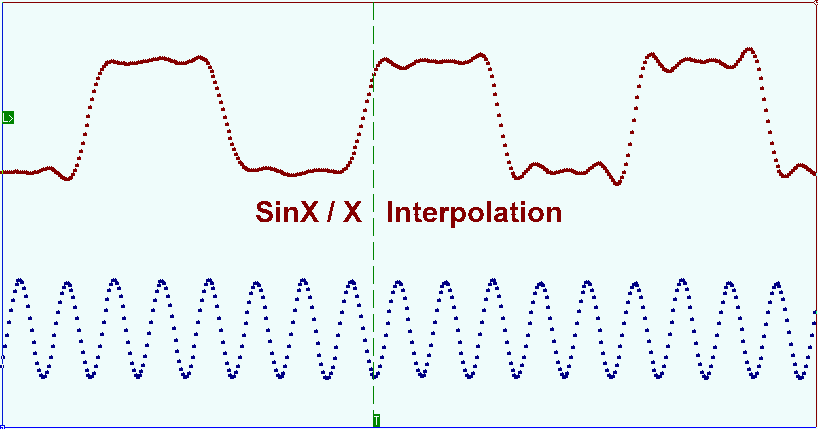 L>
SinX / X Interpolation
T